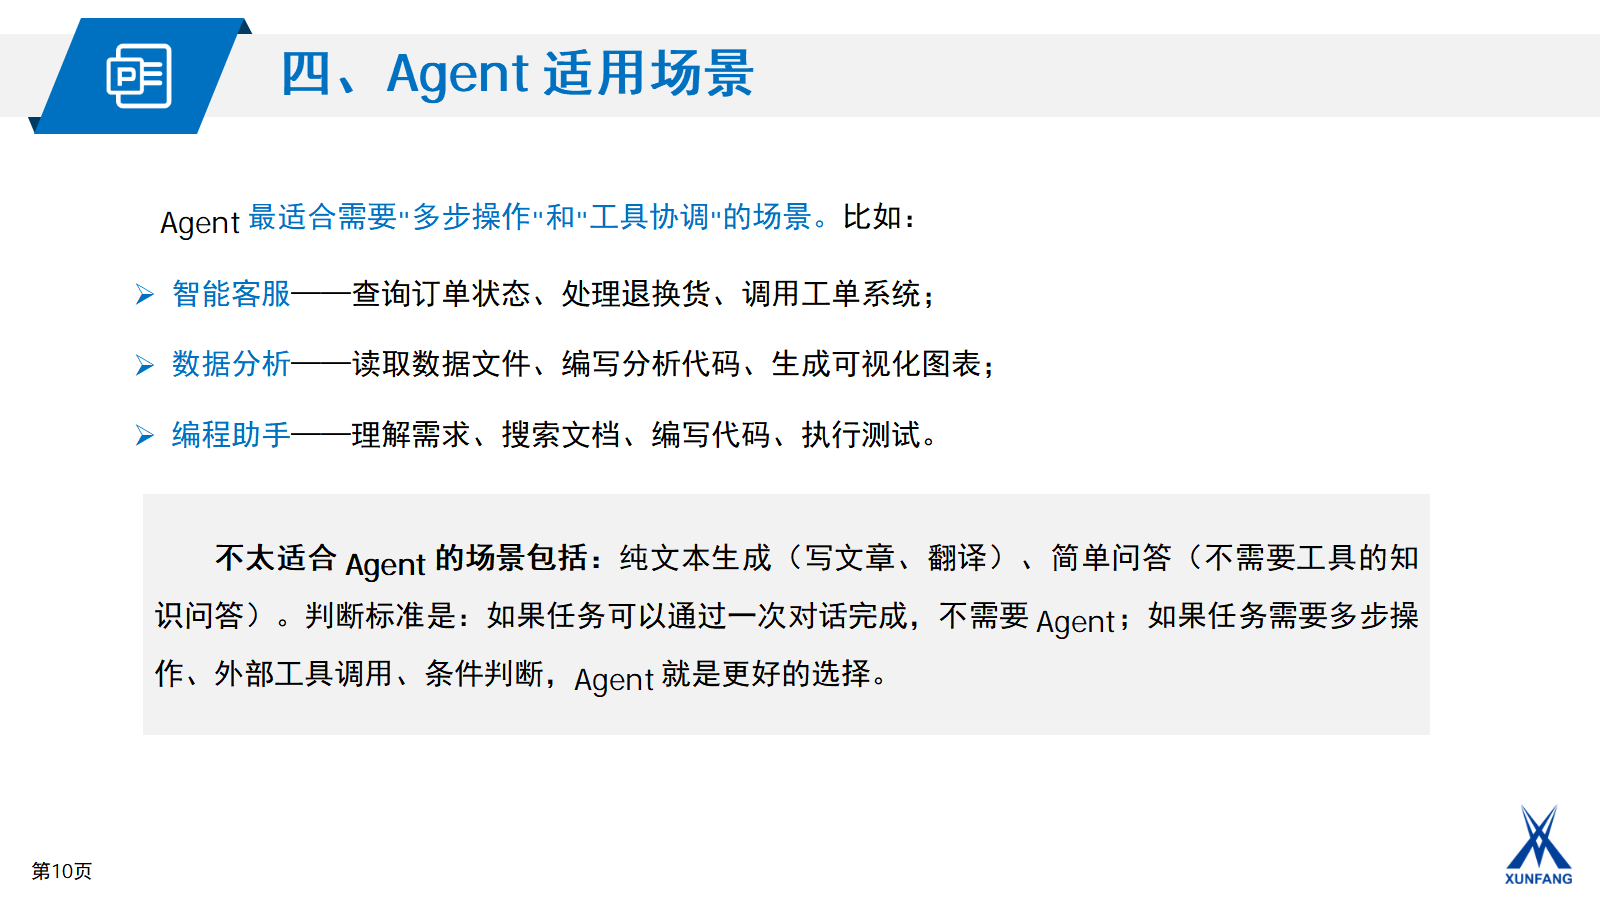 四、Agent 适用场景
Agent 最适合需要"多步操作"和"工具协调"的场景。比如：
智能客服——查询订单状态、处理退换货、调用工单系统；
数据分析——读取数据文件、编写分析代码、生成可视化图表；
编程助手——理解需求、搜索文档、编写代码、执行测试。
不太适合 Agent 的场景包括：纯文本生成（写文章、翻译）、简单问答（不需要工具的知
识问答）。判断标准是：如果任务可以通过一次对话完成，不需要 Agent；如果任务需要多步操
作、外部工具调用、条件判断，Agent 就是更好的选择。
第10页
XUNFANG